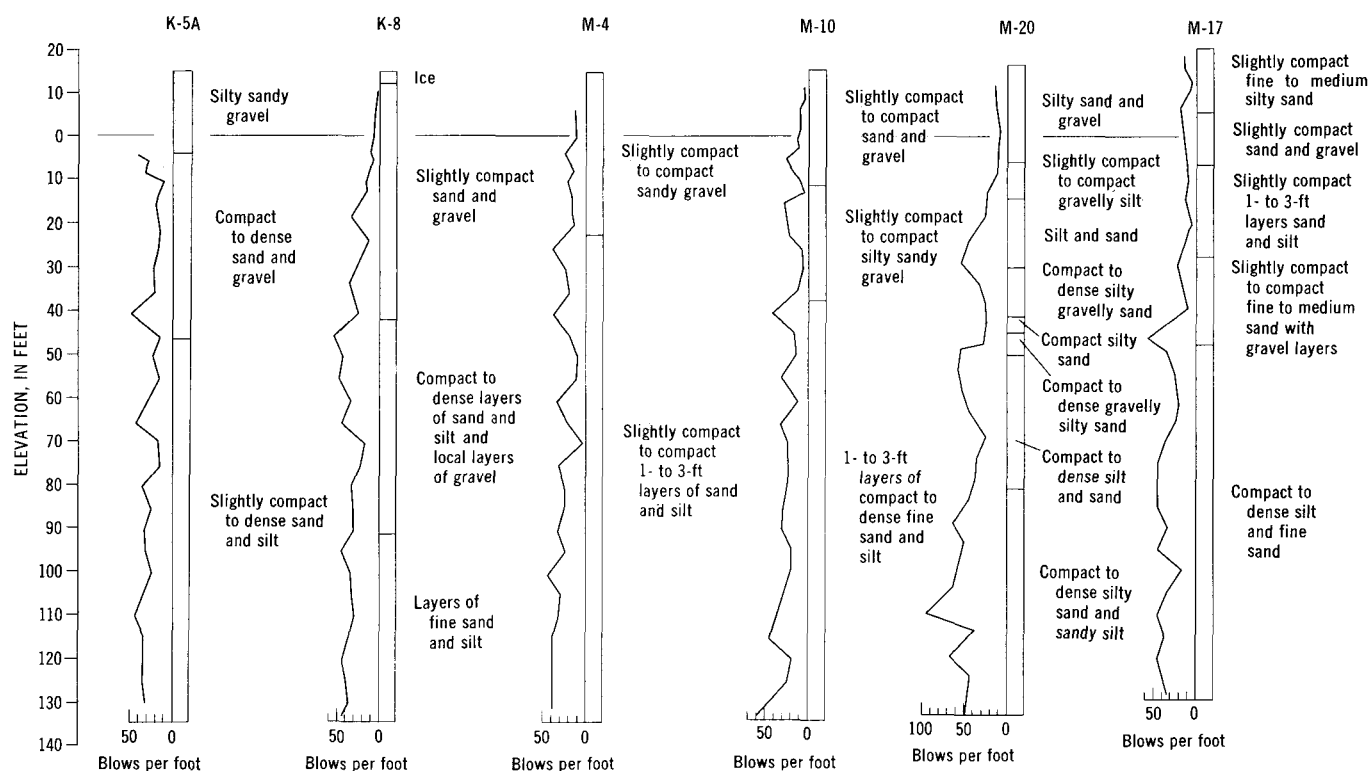 K-5A
K-8
M-4
M-10
M-20
M-17
ELEVATION, IN FEET
20
10
0
10
20
30
40
50
60
70
80
90
100
110
120
130
140
Silty sandy
gravel
Compact
to dense
sand and
gravel
Slightly compact
to dense sand
and silt
50 0
Blows per foot
Ice
Slightly compact
sand and
gravel
Compact to
dense layers
of sand and
silt and
local layers
of gravel
Layers of
fine sand
and silt
50 0
Blows per foot
Slightly compact
to compact
sandy gravel
Slightly compact
to compact
1- to 3-ft
layers of sand
and silt
50 0
Blows per foot
Slightly compact
to compact
sand and
gravel
Slightly compact
to compact
silty sandy
gravel
1- to 3-ft
layers of
compact to
dense fine
sand and
silt
50 0
Blows per foot
Silty sand and
gravel
Slightly compact
to compact
gravelly silt
Silt and sand
Compact to
dense silty
gravelly sand
Compact silty
sand
Compact to
dense gravelly
silty sand
Compact to
dense silt
and sand
Compact to
dense silty
sand and
sandy silt
100 50 0
Blows per foot
Slightly compact
fine to medium
silty sand
Slightly compact
sand and gravel
Slightly compact
1- to 3-ft
layers sand
and silt
Slightly compact
to compact
fine to medium
sand with
gravel layers
Compact to
dense silt
and fine
sand
50 0
Blows per foot